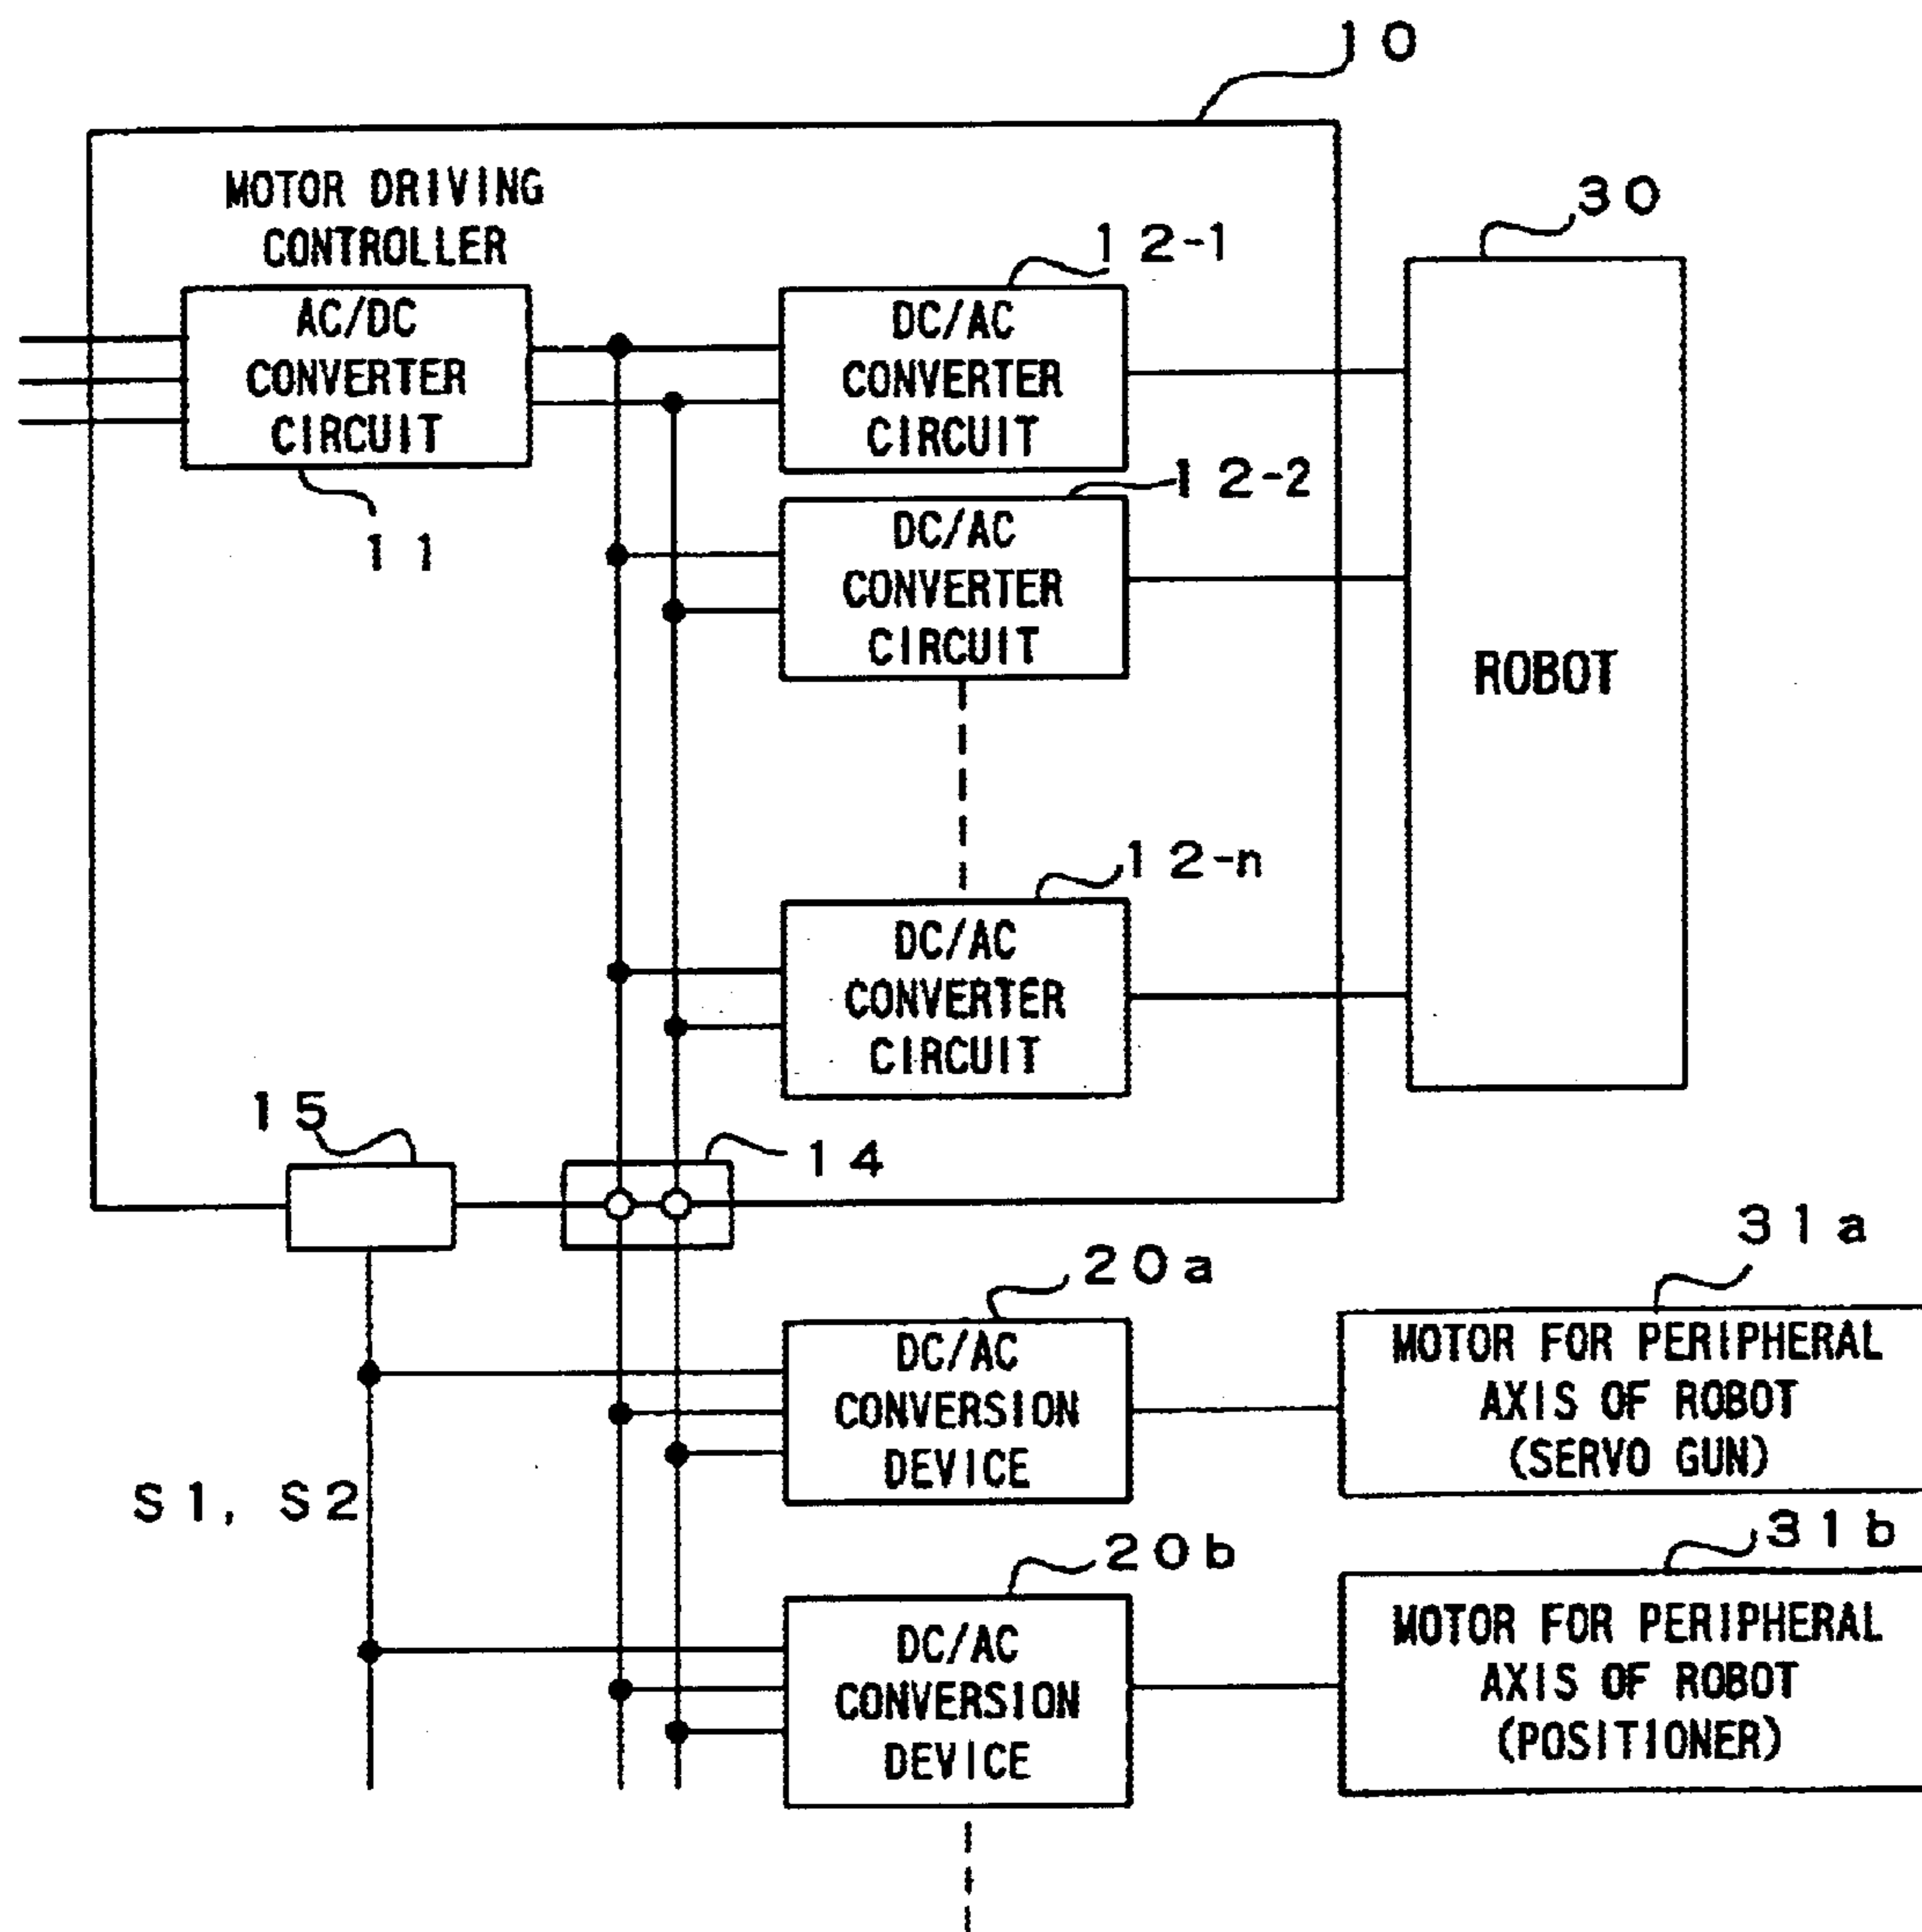 10
MOTOR DRIVING
CONTROLLER
30
12-1
AC/DC
CONVERTER
CIRCUIT
DC/AC
CONVERTER
CIRCUIT
11
12-2
DC/AC
CONVERTER
CIRCUIT
ROBOT
12-n
DC/AC
CONVERTER
CIRCUIT
15
14
20a
31a
DC/AC
CONVERSION
DEVICE
MOTOR FOR PERIPHERAL
AXIS OF ROBOT
(SERVO GUN)
S1, S2
20b
31b
DC/AC
CONVERSION
DEVICE
MOTOR FOR PERIPHERAL
AXIS OF ROBOT
(POSITIONER)